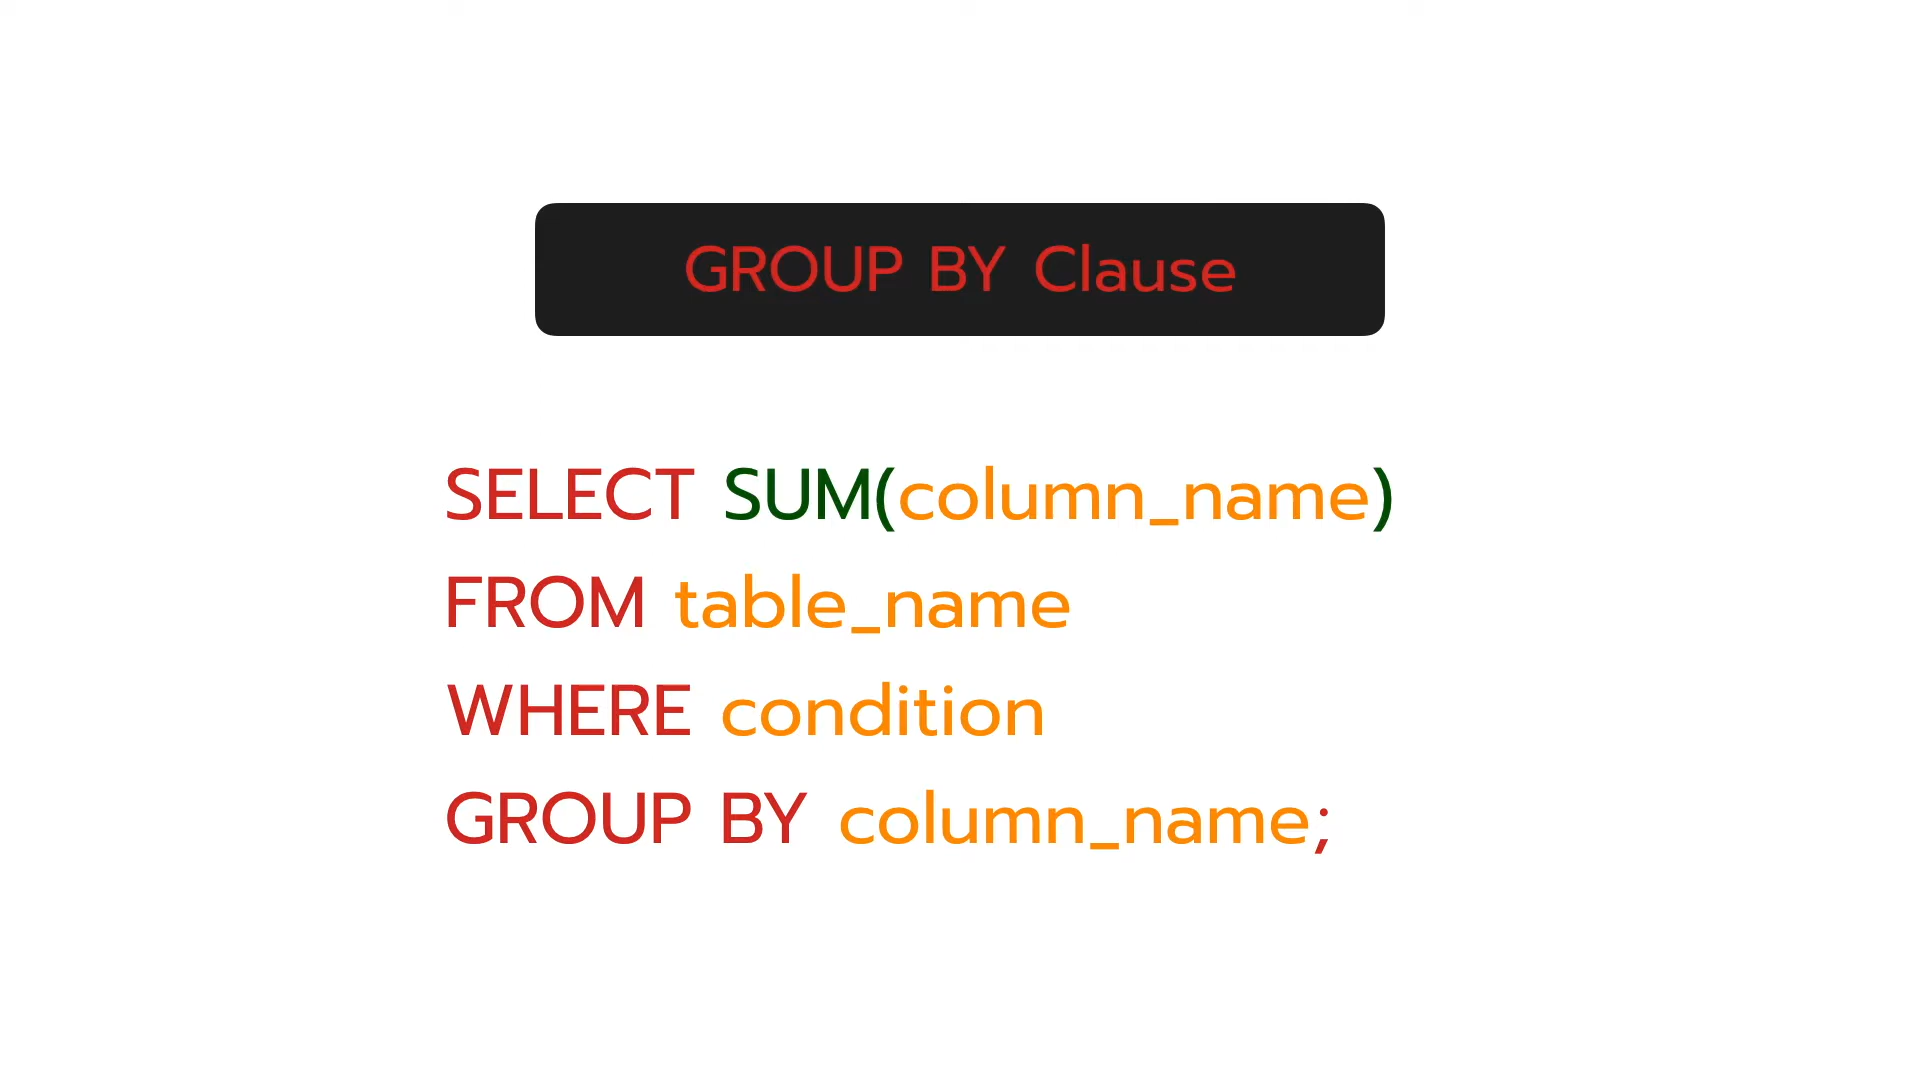 GROUP BY Clause
SELECT SUM(column_name)
FROM table_name
WHERE condition
GROUP BY column_name;